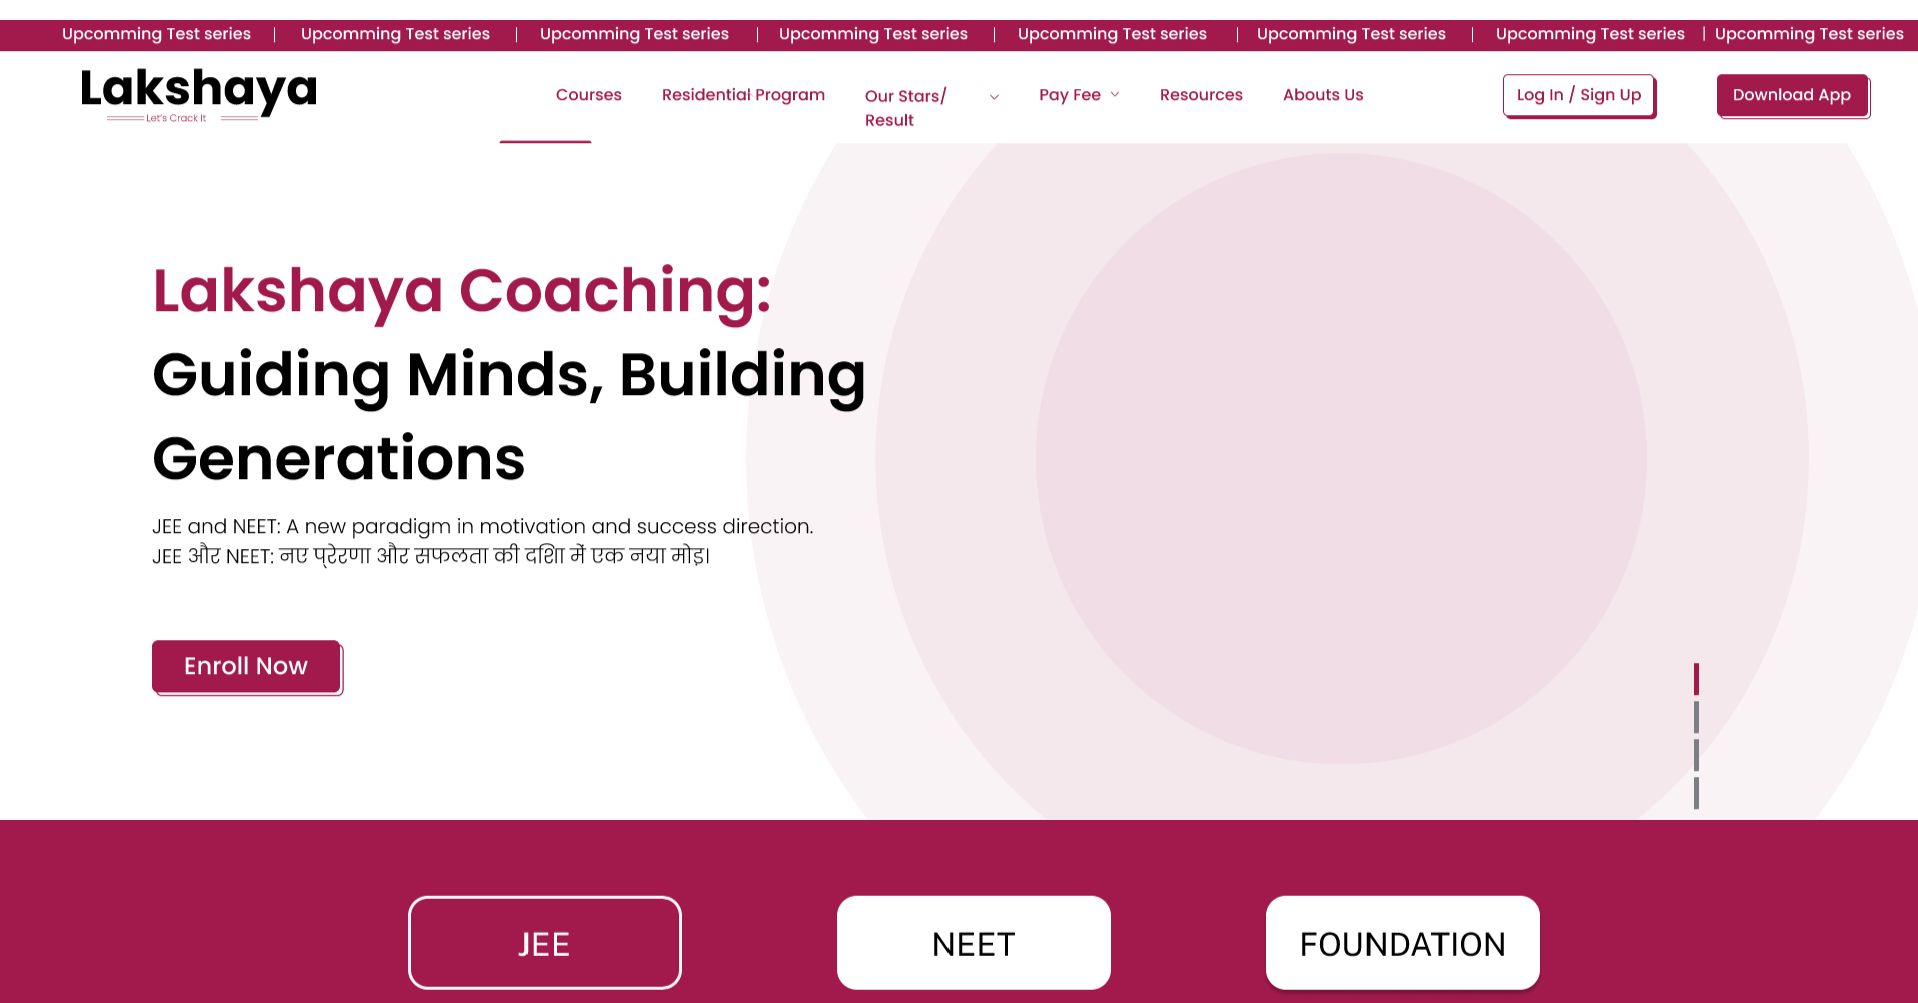 Upcomming Test series | Upcomming Test series | Upcomming Test series | Upcomming Test series | Upcomming Test series | Upcomming Test series | Upcomming Test series | Upcomming Test series
Lakshaya
Let's Crack It
Courses
Residential Program
Our Stars/
Result
Pay Fee
Resources
Abouts Us
Log In / Sign Up
Download App
Lakshaya Coaching:
Guiding Minds, Building
Generations
JEE and NEET: A new paradigm in motivation and success direction.
JEE और NEET: नए प्रेरणा और सफलता की दिशा में एक नया मोड़।
Enroll Now
JEE
NEET
FOUNDATION